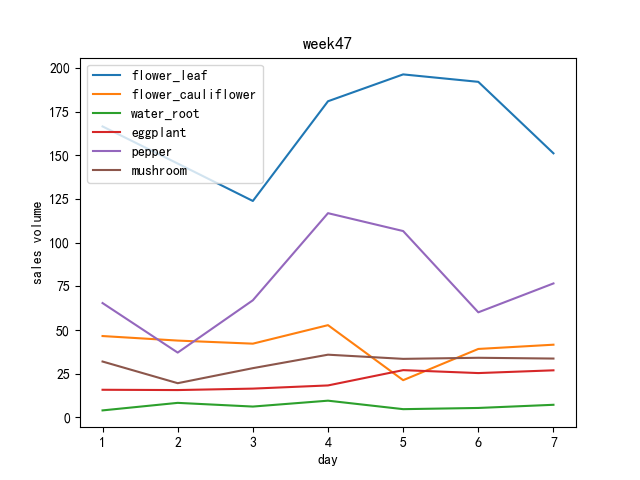 week47
flower_leaf
flower_cauliflower
water_root
eggplant
pepper
mushroom
sales volume
200
175
150
125
100
75
50
25
0
1 2 3 4 5 6 7
day